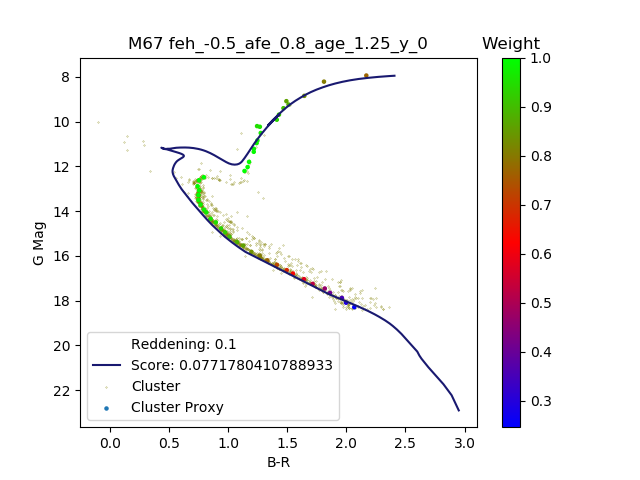 M67 feh_-0.5_afe_0.8_age_1.25_y_0
Weight
8
10
12
14
16
18
20
22
G Mag
0.0 0.5 1.0 1.5 2.0 2.5 3.0
B-R
Reddening: 0.1
Score: 0.0771780410788933
Cluster
Cluster Proxy
1.0
0.9
0.8
0.7
0.6
0.5
0.4
0.3